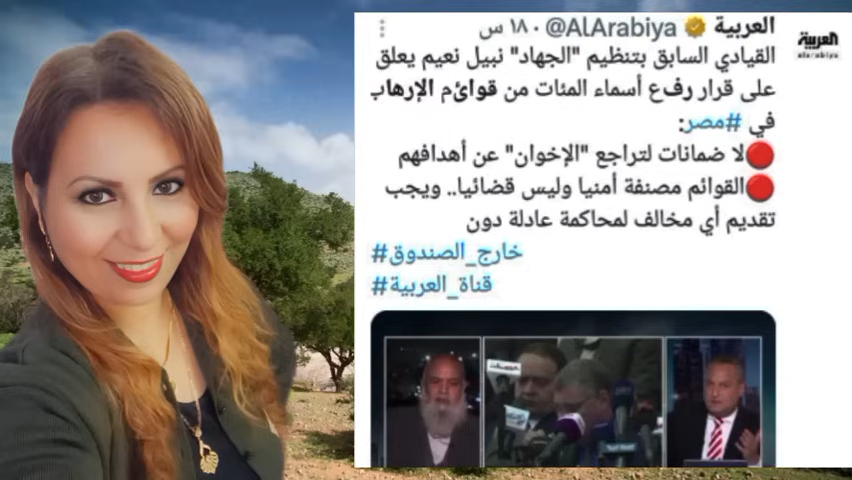 العربية @AlArabiya · ١٨ س
العربية
alarabiya
القيادي السابق بتنظيم "الجهاد" نبيل نعيم يعلق
على قرار رفع أسماء المئات من قوائم الإرهاب
في #مصر:
🔴لا ضمانات لتراجع "الإخوان" عن أهدافهم
🔴القوائم مصنفة أمنيا وليس قضائيا.. ويجب
تقديم أي مخالف لمحاكمة عادلة دون
#خارج_الصندوق
#قناة_العربية